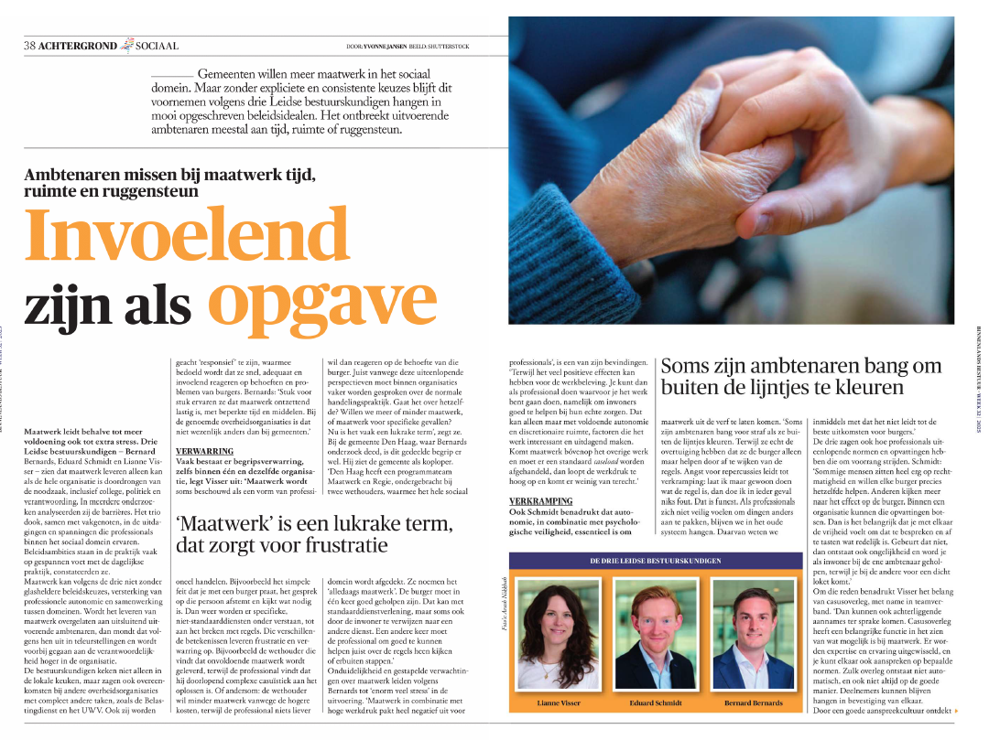 38 ACHTERGROND SOCIAAL
DOOR: YVONNE JANSEN BEELD: SHUTTERSTOCK
Gemeenten willen meer maatwerk in het sociaal
domein. Maar zonder expliciete en consistente keuzes blijft dit
voornemen volgens drie Leidse bestuurskundigen hangen in
mooi opgeschreven beleidsidealen. Het ontbreekt uitvoerende
ambtenaren meestal aan tijd, ruimte of ruggensteun.
Ambtenaren missen bij maatwerk tijd,
ruimte en ruggensteun
Invoelend
zijn als opgave
Maatwerk leidt behalve tot meer
voldoening ook tot extra stress. Drie
Leidse bestuurskundigen – Bernard
Bernards, Eduard Schmidt en Lianne Vis-
ser – zien dat maatwerk leveren alleen kan
als de hele organisatie is doordrongen van
de noodzaak, inclusief college, politiek en
verantwoording. In meerdere onderzoe-
ken analyseerden zij de barrières. Het trio
dook, samen met vakgenoten, in de uitda-
gingen en spanningen die professionals
binnen het sociaal domein ervaren.
Beleidsambities staan in de praktijk vaak
op gespannen voet met de dagelijkse
praktijk, constateerden ze.
Maatwerk kan volgens de drie niet zonder
glasheldere beleidskeuzes, versterking van
professionele autonomie en samenwerking
tussen domeinen. Wordt het leveren van
maatwerk overgelaten aan uitsluitend uit-
voerende ambtenaren, dan mondt dat vol-
gens hen uit in teleurstellingen en wordt
voorbij gegaan aan de verantwoordelijk-
heid hoger in de organisatie.
De bestuurskundigen keken niet alleen in
de lokale keuken, maar zagen ook overeen-
komsten bij andere overheidsorganisaties
met compleet andere taken, zoals de Belas-
tingdienst en het UWV. Ook zij worden
geacht ‘responsief’ te zijn, waarmee
bedoeld wordt dat ze snel, adequaat en
invoelend reageren op behoeften en pro-
blemen van burgers. Bernards: ‘Stuk voor
stuk ervaren ze dat maatwerk ontzettend
lastig is, met beperkte tijd en middelen. Bij
de genoemde overheidsorganisaties is dat
niet wezenlijk anders dan bij gemeenten.’
VERWARRING
Vaak bestaat er begripsverwarring,
zelfs binnen één en dezelfde organisa-
tie, legt Visser uit: ‘Maatwerk wordt
soms beschouwd als een vorm van professi-
‘Maatwerk’ is een lukrake term,
dat zorgt voor frustratie
oneel handelen. Bijvoorbeeld het simpele
feit dat je met een burger praat, het gesprek
op die persoon afstemt en kijkt wat nodig
is. Dan weer worden er specifieke,
niet-standaarddiensten onder verstaan, tot
aan het breken met regels. Die verschillen-
de betekenissen leveren frustratie en ver-
warring op. Bijvoorbeeld de wethouder die
vindt dat onvoldoende maatwerk wordt
geleverd, terwijl de professional vindt dat
hij doorlopend complexe casuïstiek aan het
oplossen is. Of andersom: de wethouder
wil minder maatwerk vanwege de hogere
kosten, terwijl de professional niets liever
wil dan reageren op de behoefte van die
burger. Juist vanwege deze uiteenlopende
perspectieven moet binnen organisaties
vaker worden gesproken over de normale
handelingspraktijk. Gaat het over hetzelf-
de? Willen we meer of minder maatwerk,
of maatwerk voor specifieke gevallen?
Nu is het vaak een lukrake term’, zegt ze.
Bij de gemeente Den Haag, waar Bernards
onderzoek deed, is dit gedeelde begrip er
wel. Hij ziet de gemeente als koploper.
‘Den Haag heeft een programmateam
Maatwerk en Regie, ondergebracht bij
twee wethouders, waarmee het hele sociaal
domein wordt afgedekt. Ze noemen het
‘alledaags maatwerk’. De burger moet in
één keer goed geholpen zijn. Dat kan met
standaarddienstverlening, maar soms ook
door de inwoner te verwijzen naar een
andere dienst. Een andere keer moet
de professional om goed te kunnen
helpen juist over de regels heen kijken
of erbuiten stappen.’
Onduidelijkheid en gestapelde verwachtin-
gen over maatwerk leiden volgens
Bernards tot ‘enorm veel stress’ in de
uitvoering. ‘Maatwerk in combinatie met
hoge werkdruk pakt heel negatief uit voor
professionals’, is een van zijn bevindingen.
‘Terwijl het veel positieve effecten kan
hebben voor de werkbeleving. Je kunt dan
als professional doen waarvoor je het werk
bent gaan doen, namelijk om inwoners
goed te helpen bij hun echte zorgen. Dat
kan alleen maar met voldoende autonomie
en discretionaire ruimte, factoren die het
werk interessant en uitdagend maken.
Komt maatwerk bóvenop het overige werk
en moet er een standaard caseload worden
afgehandeld, dan loopt de werkdruk te
hoog op en komt er weinig van terecht.’
VERKRAMPING
Ook Schmidt benadrukt dat auto-
nomie, in combinatie met psycholo-
gische veiligheid, essentieel is om
Soms zijn ambtenaren bang om
buiten de lijntjes te kleuren
maatwerk uit de verf te laten komen. ‘Soms
zijn ambtenaren bang voor straf als ze bui-
ten de lijntjes kleuren. Terwijl ze echt de
overtuiging hebben dat ze de burger alleen
maar helpen door af te wijken van de
regels. Angst voor repercussies leidt tot
verkramping: laat ik maar gewoon doen
wat de regel is, dan doe ik in ieder geval
niks fout. Dat is funest. Als professionals
zich niet veilig voelen om dingen anders
aan te pakken, blijven we in het oude
systeem hangen. Daarvan weten we
inmiddels met dat het niet leidt tot de
beste uitkomsten voor burgers.’
De drie zagen ook hoe professionals uit-
eenlopende normen en opvattingen heb-
ben die om voorrang strijden. Schmidt:
‘Sommige mensen zitten heel erg op recht-
matigheid en willen elke burger precies
hetzelfde helpen. Anderen kijken meer
naar het effect op de burger. Binnen een
organisatie kunnen die opvattingen bot-
sen. Dan is het belangrijk dat je met elkaar
de vrijheid voelt om dat te bespreken en af
te tasten wat redelijk is. Gebeurt dat niet,
dan ontstaat ook ongelijkheid en word je
als inwoner bij de ene ambtenaar gehol-
pen, terwijl je bij de andere voor een dicht
loket komt.’
Om die reden benadrukt Visser het belang
van casusoverleg, met name in teamver-
band. ‘Dan kunnen ook achterliggende
aannames ter sprake komen. Casusoverleg
heeft een belangrijke functie in het zien
van wat mogelijk is bij maatwerk. Er wor-
den expertise en ervaring uitgewisseld, en
je kunt elkaar ook aanspreken op bepaalde
normen. Zulk overleg ontstaat niet auto-
matisch, en ook niet altijd op de goede
manier. Deelnemers kunnen blijven
hangen in bevestiging van elkaar.
Door een goede aanspreekcultuur ontdekt
DE DRIE LEIDSE BESTUURSKUNDIGEN
Lianne Visser
Eduard Schmidt
Bernard Bernards
BINNENLANDS BESTUUR - WEEK 32 | 2025